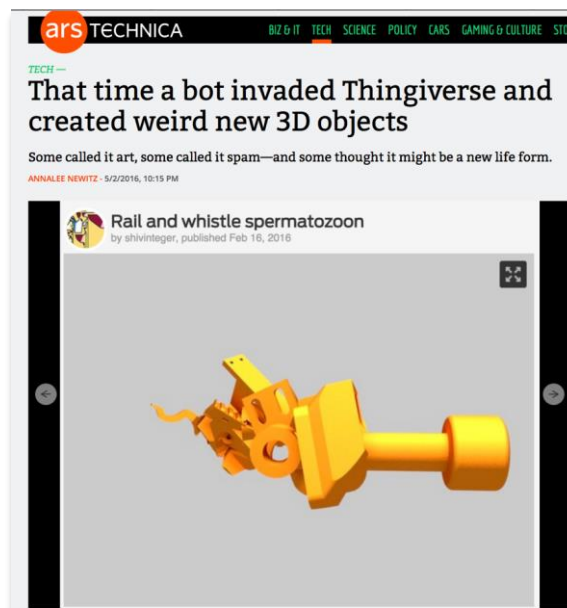 ars TECHNICA
BIZ & IT TECH SCIENCE POLICY CARS GAMING & CULTURE STO
TECH —
That time a bot invaded Thingiverse and
created weird new 3D objects
Some called it art, some called it spam—and some thought it might be a new life form.
ANNALEE NEWITZ - 5/2/2016, 10:15 PM
Rail and whistle spermatozoon
by shivinteger, published Feb 16, 2016